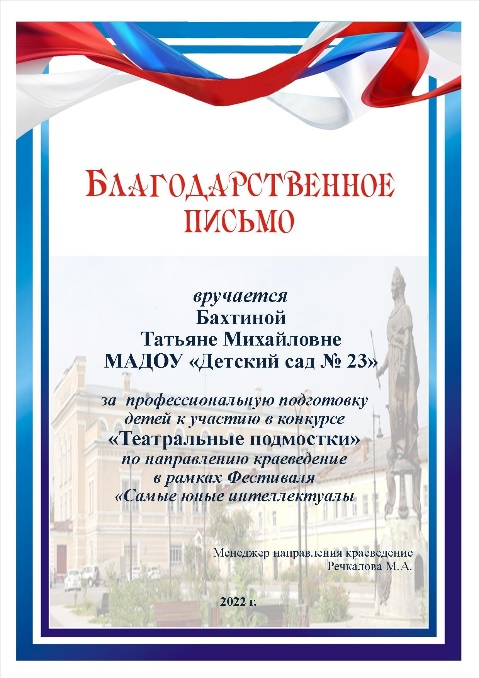 БЛАГОДАРСТВЕННОЕ
ПИСЬМО
вручается
Бахтиной
Татьяне Михайловне
МАДОУ «Детский сад № 23»
за профессиональную подготовку
детей к участию в конкурсе
«Театральные подмостки»
по направлению краеведение
в рамках Фестиваля
«Самые юные интеллектуалы
Менеджер направления краеведение
Речкалова М.А.
2022 г.